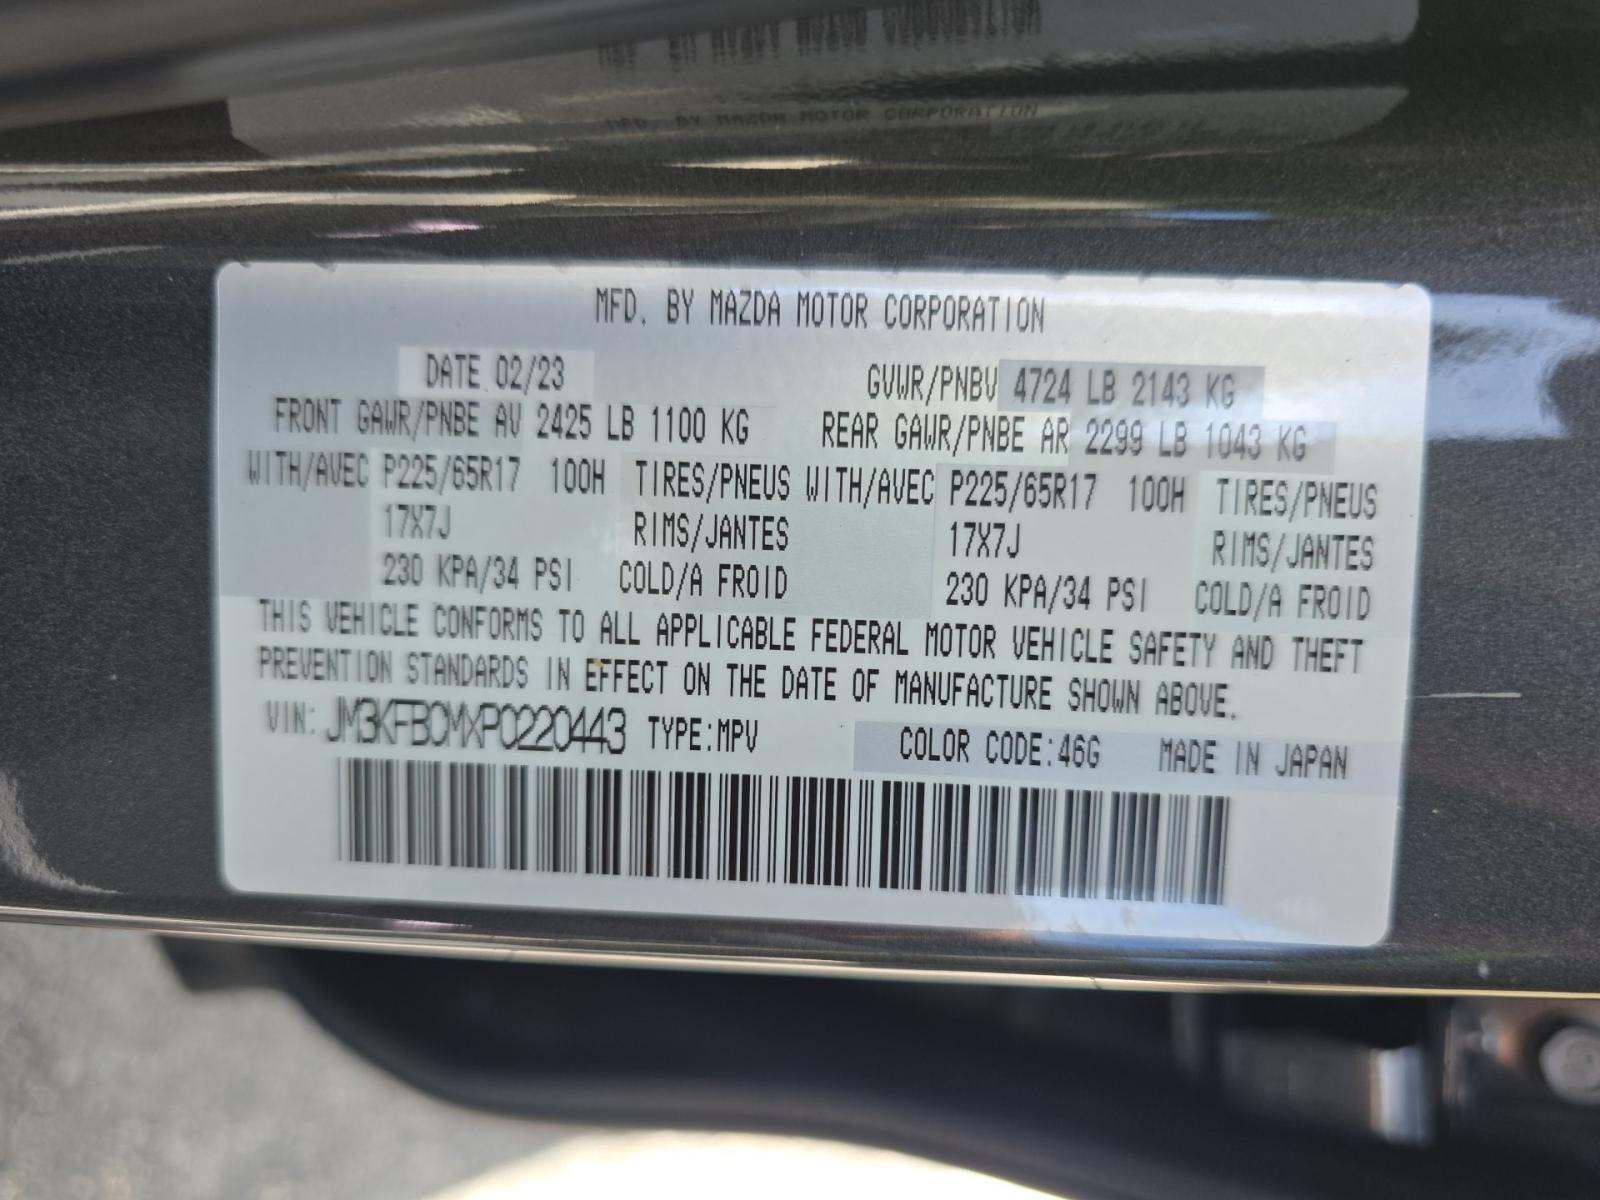 MFD. BY MAZDA MOTOR CORPORATION
MFD. BY MAZDA MOTOR CORPORATION
DATE 02/23 GVWR/PNBV 4724 LB 2143 KG
FRONT GAWR/PNBE AV 2425 LB 1100 KG REAR GAWR/PNBE AR 2299 LB 1043 KG
WITH/AVEC P225/65R17 100H TIRES/PNEUS WITH/AVEC P225/65R17 100H TIRES/PNEUS
17X7J RIMS/JANTES 17X7J RIMS/JANTES
230 KPA/34 PSI COLD/A FROID 230 KPA/34 PSI COLD/A FROID
THIS VEHICLE CONFORMS TO ALL APPLICABLE FEDERAL MOTOR VEHICLE SAFETY AND THEFT
PREVENTION STANDARDS IN EFFECT ON THE DATE OF MANUFACTURE SHOWN ABOVE.
VIN: JM3KFBCMXP0220443 TYPE:MPV COLOR CODE:46G MADE IN JAPAN